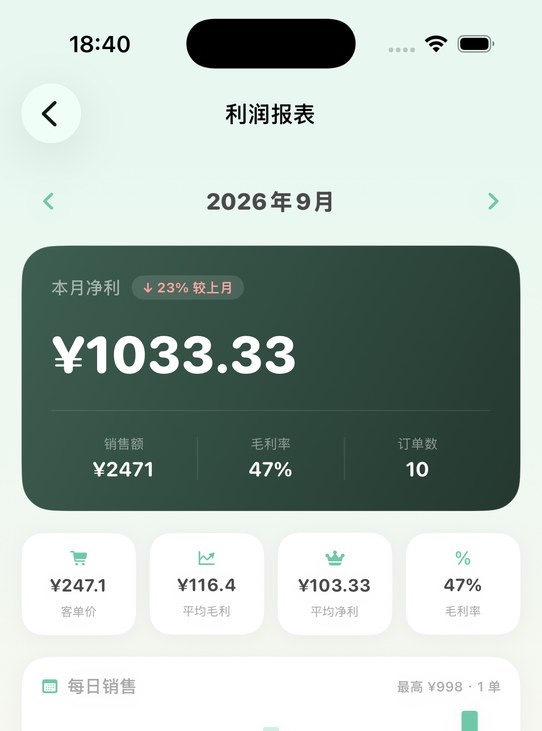 18:40
利润报表
2026年9月
本月净利 ↓ 23% 较上月
¥1033.33
销售额 毛利率 订单数
¥2471 47% 10
¥247.1 ¥116.4 ¥103.33 47%
客单价 平均毛利 平均净利 毛利率
每日销售 最高 ¥998 · 1 单